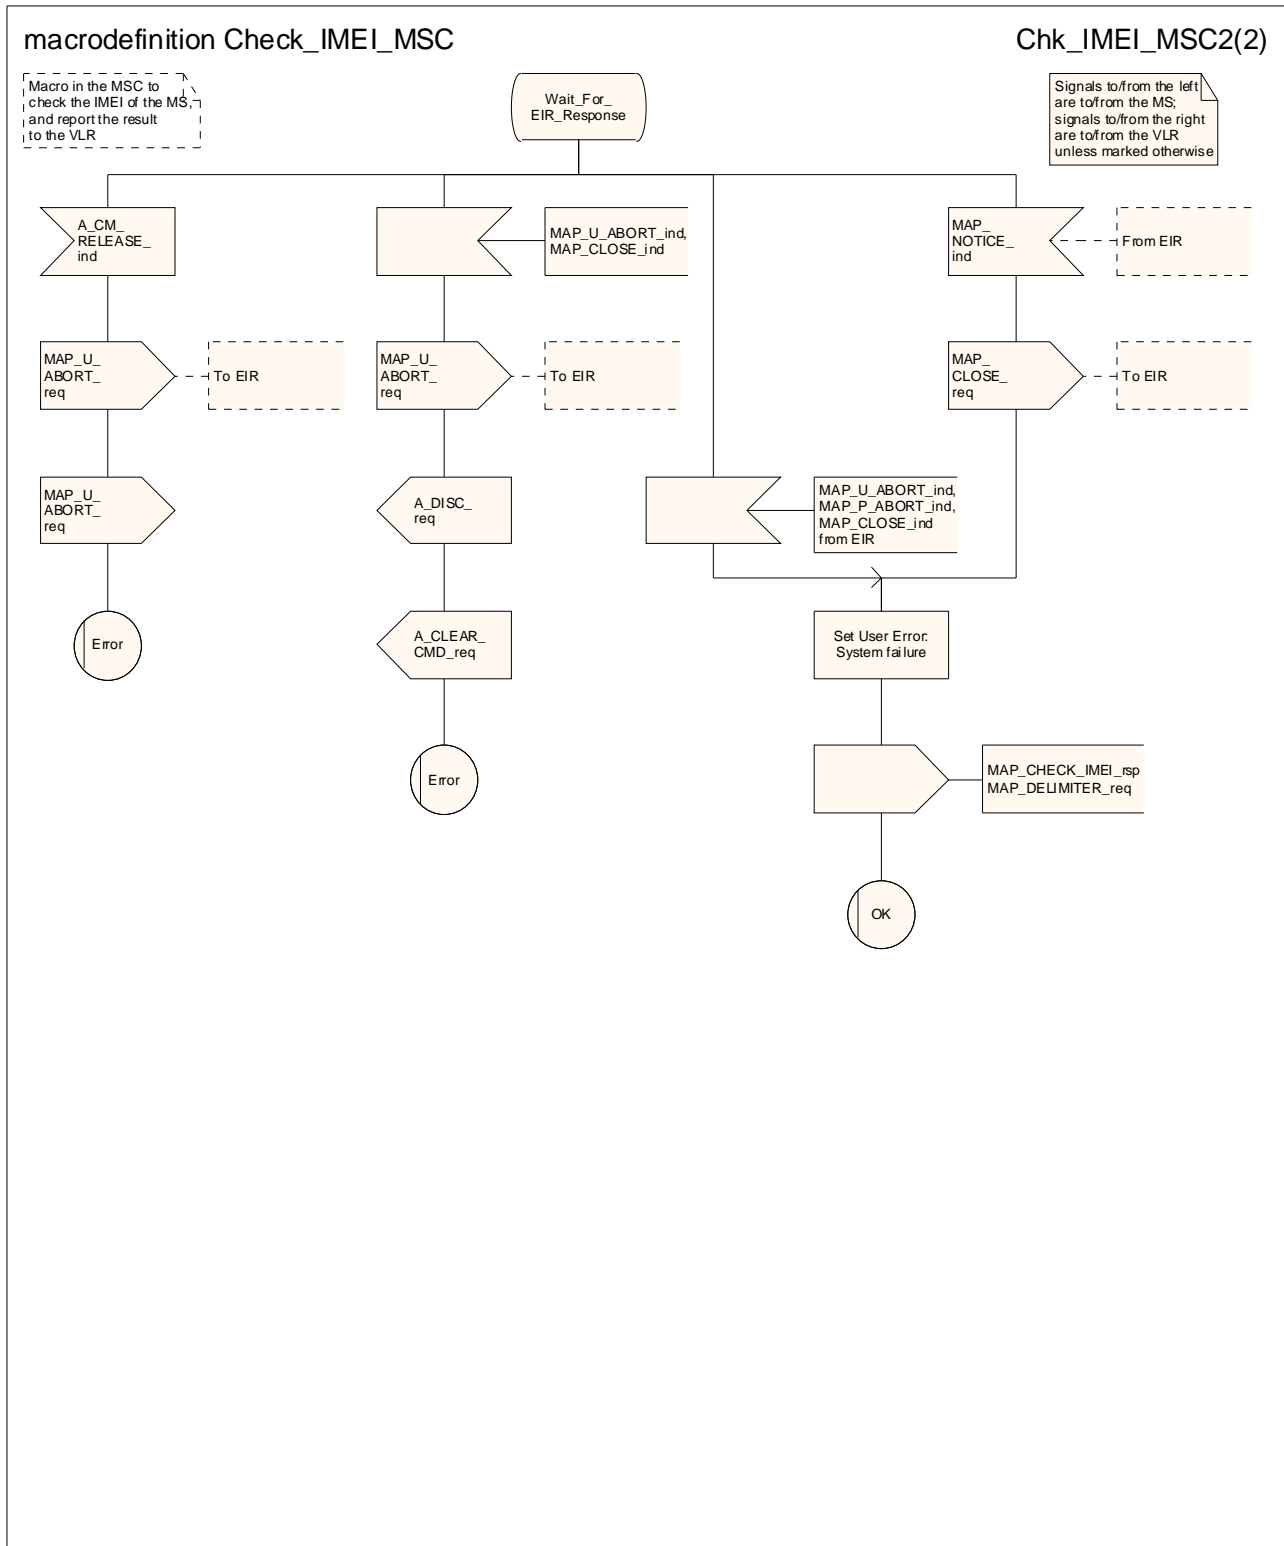 macrodefinition Check_IMEI_MSC
Chk_IMEI_MSC2(2)
Macro in the MSC to
check the IMEI of the MS,
and report the result
to the VLR
Wait_For_
EIR_Response
Signals to/from the left
are to/from the MS;
signals to/from the right
are to/from the VLR
unless marked otherwise
A_CM_
RELEASE_
ind
MAP_U_ABORT_ind,
MAP_CLOSE_ind
MAP_
NOTICE_
ind
From EIR
MAP_U_
ABORT_
req
To EIR
MAP_U_
ABORT_
req
To EIR
MAP_
CLOSE_
req
To EIR
MAP_U_
ABORT_
req
A_DISC_
req
MAP_U_ABORT_ind,
MAP_P_ABORT_ind,
MAP_CLOSE_ind
from EIR
Error
A_CLEAR_
CMD_req
Set User Error:
System failure
Error
MAP_CHECK_IMEI_rsp
MAP_DELIMITER_req
OK